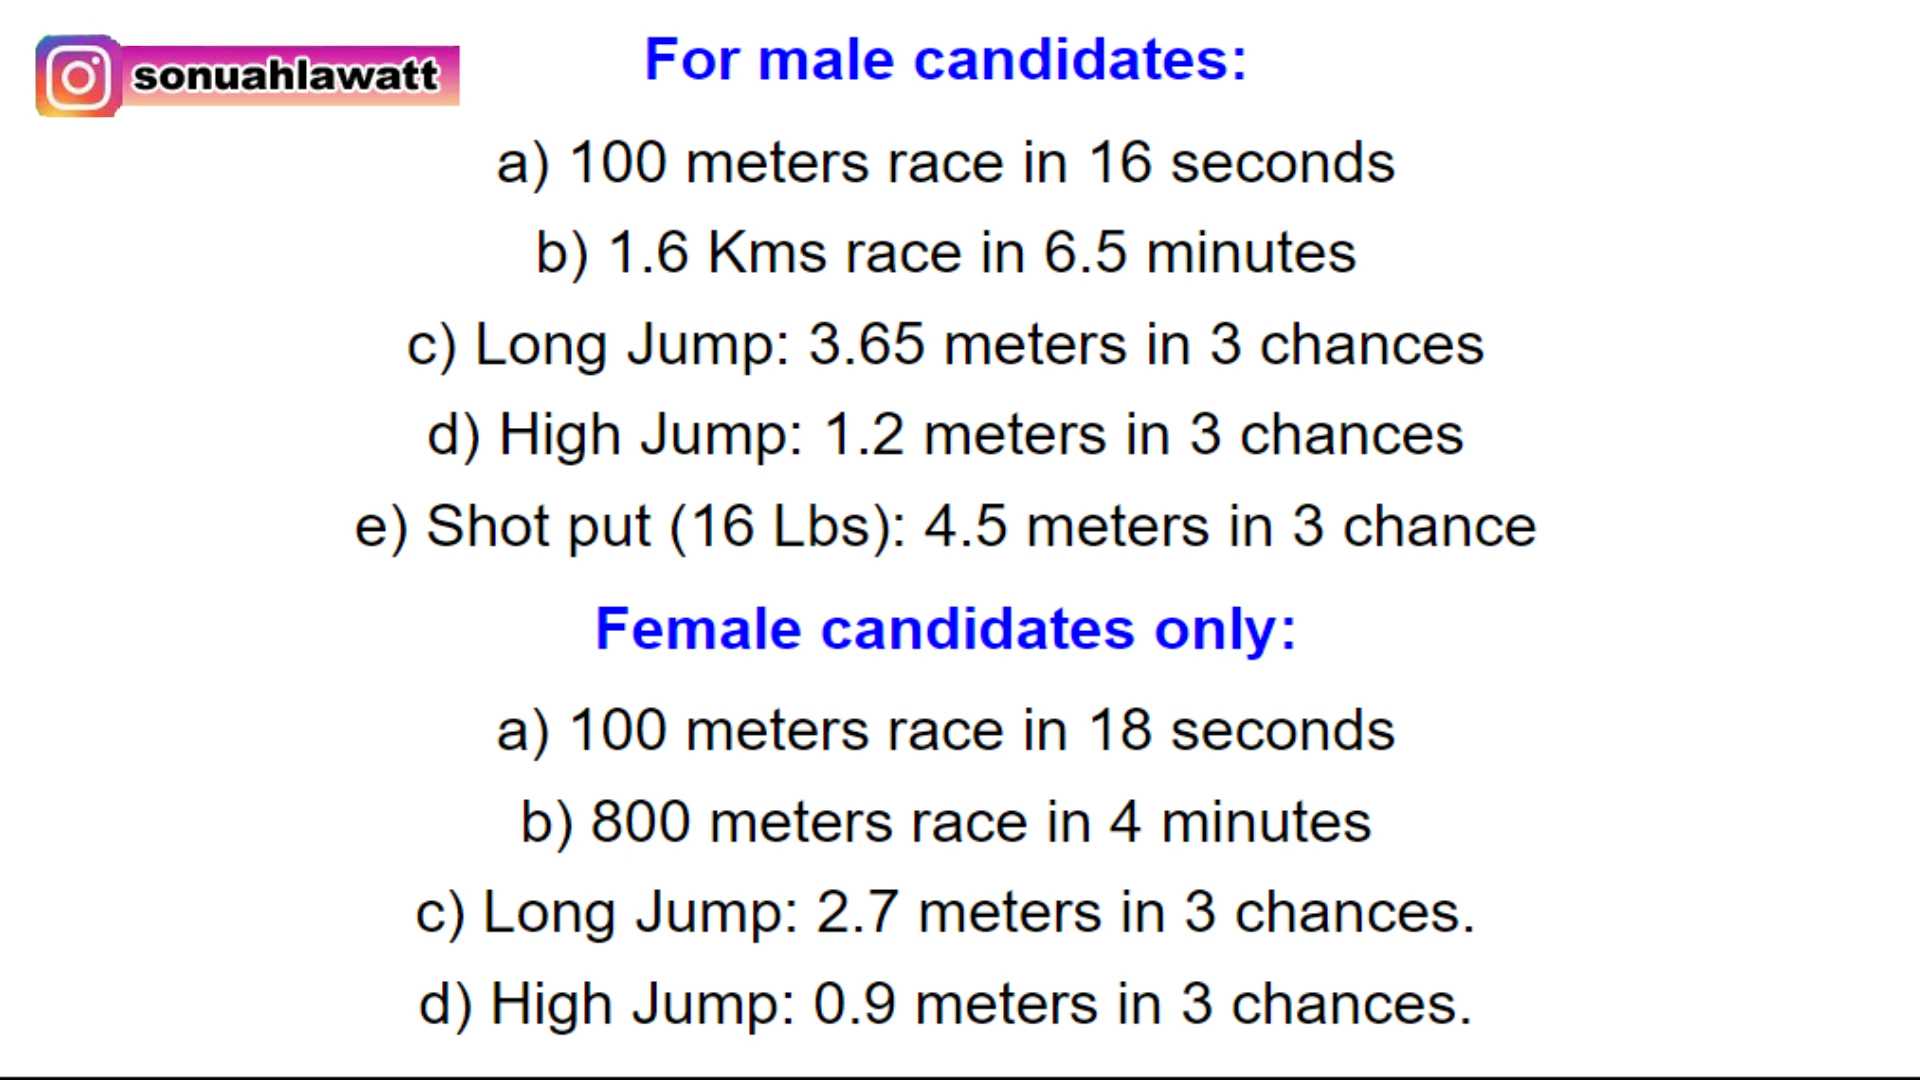 sonuahlawatt
For male candidates:
a) 100 meters race in 16 seconds
b) 1.6 Kms race in 6.5 minutes
c) Long Jump: 3.65 meters in 3 chances
d) High Jump: 1.2 meters in 3 chances
e) Shot put (16 Lbs): 4.5 meters in 3 chance
Female candidates only:
a) 100 meters race in 18 seconds
b) 800 meters race in 4 minutes
c) Long Jump: 2.7 meters in 3 chances.
d) High Jump: 0.9 meters in 3 chances.